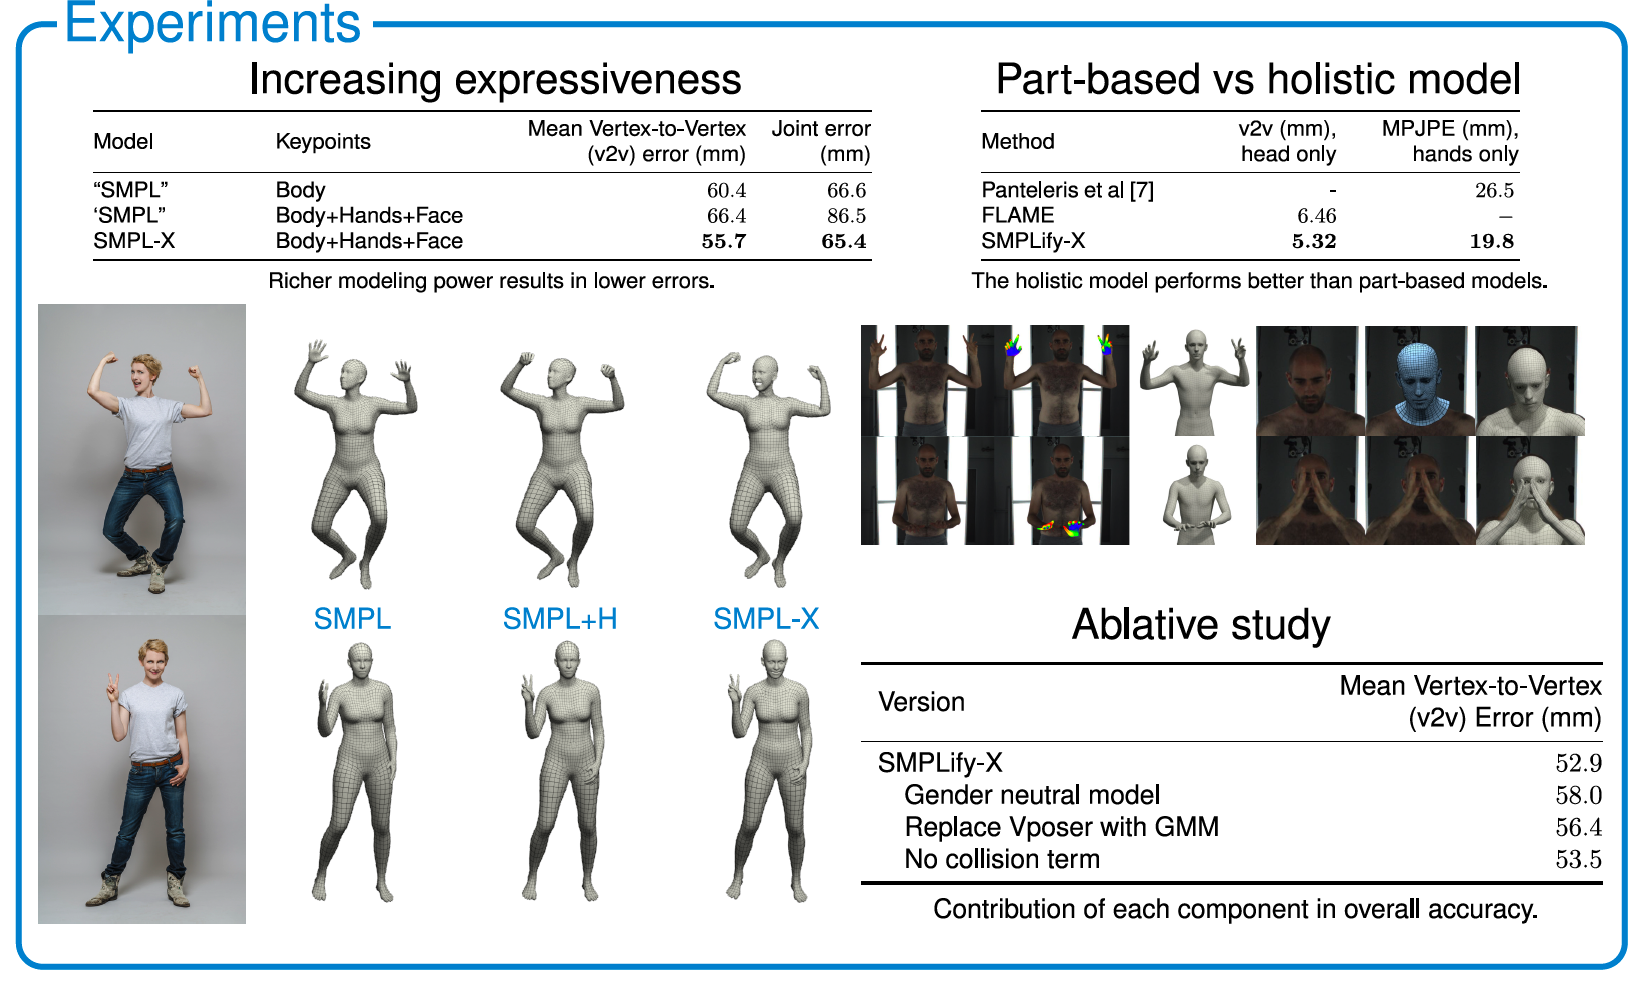 Experiments
Increasing expressiveness
Model Keypoints Mean Vertex-to-Vertex (v2v) error (mm) Joint error (mm)
“SMPL” Body 60.4 66.6
‘SMPL” Body+Hands+Face 66.4 86.5
SMPL-X Body+Hands+Face 55.7 65.4
Richer modeling power results in lower errors.
SMPL SMPL+H SMPL-X
Part-based vs holistic model
Method v2v (mm), head only MPJPE (mm), hands only
Panteleris et al [7] - 26.5
FLAME 6.46 –
SMPLify-X 5.32 19.8
The holistic model performs better than part-based models.
Ablative study
Version Mean Vertex-to-Vertex (v2v) Error (mm)
SMPLify-X 52.9
Gender neutral model 58.0
Replace Vposer with GMM 56.4
No collision term 53.5
Contribution of each component in overall accuracy.